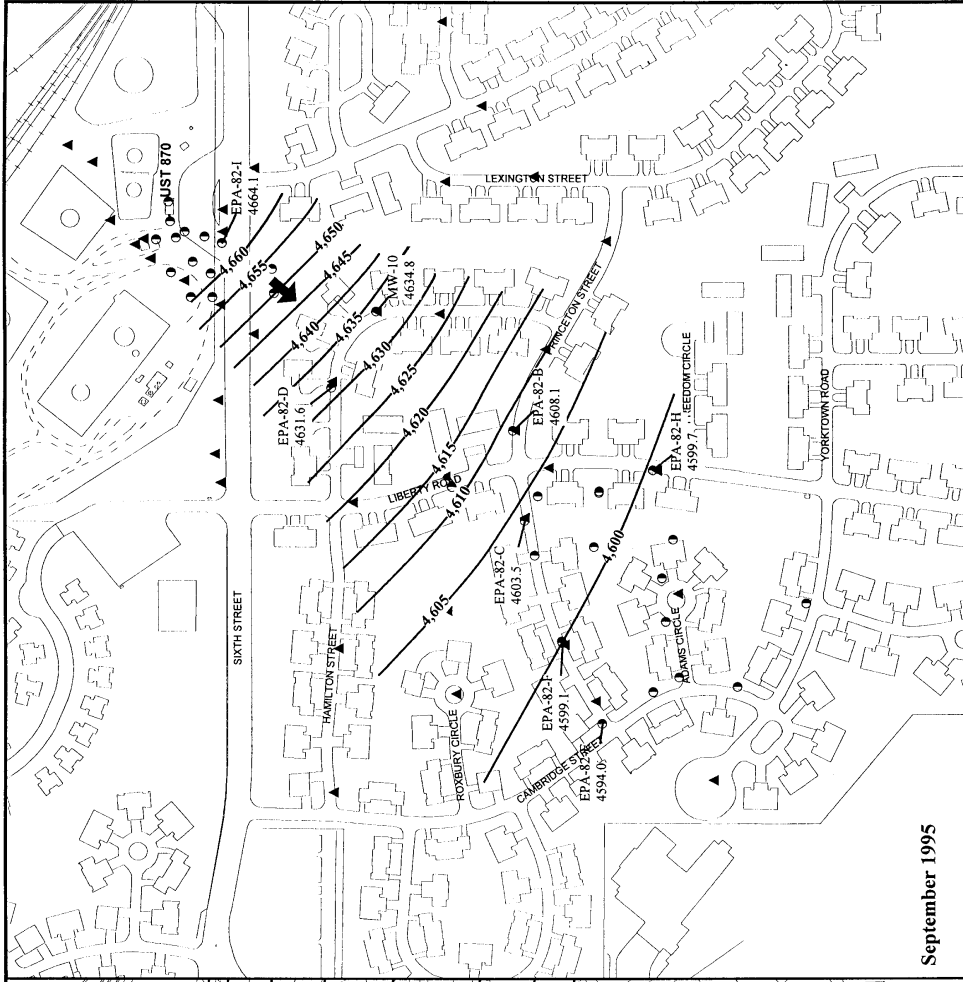 UST 870
EPA-82-I
4664.1
4,660
4,655
4,650
4,645
MW-10
4634.8
4,640
4,635
4,630
4,625
4,620
4,615
4,610
4,605
4,600
EPA-82-D
4631.6
LEXINGTON STREET
PRINCETON STREET
EPA-82-B
4608.1
LIBERTY ROAD
SIXTH STREET
HAMILTON STREET
EPA-82-C
4603.5
EPA-82-H
4599.7
YORKTOWN ROAD
ROXBURY CIRCLE
EPA-82-F
4599.1
ADAMS CIRCLE
CAMBRIDGE STREET
4594.0
September 1995